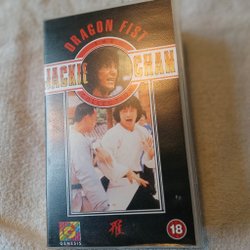 DRAGON FIST
JACKIE CHAN
18
GENESIS